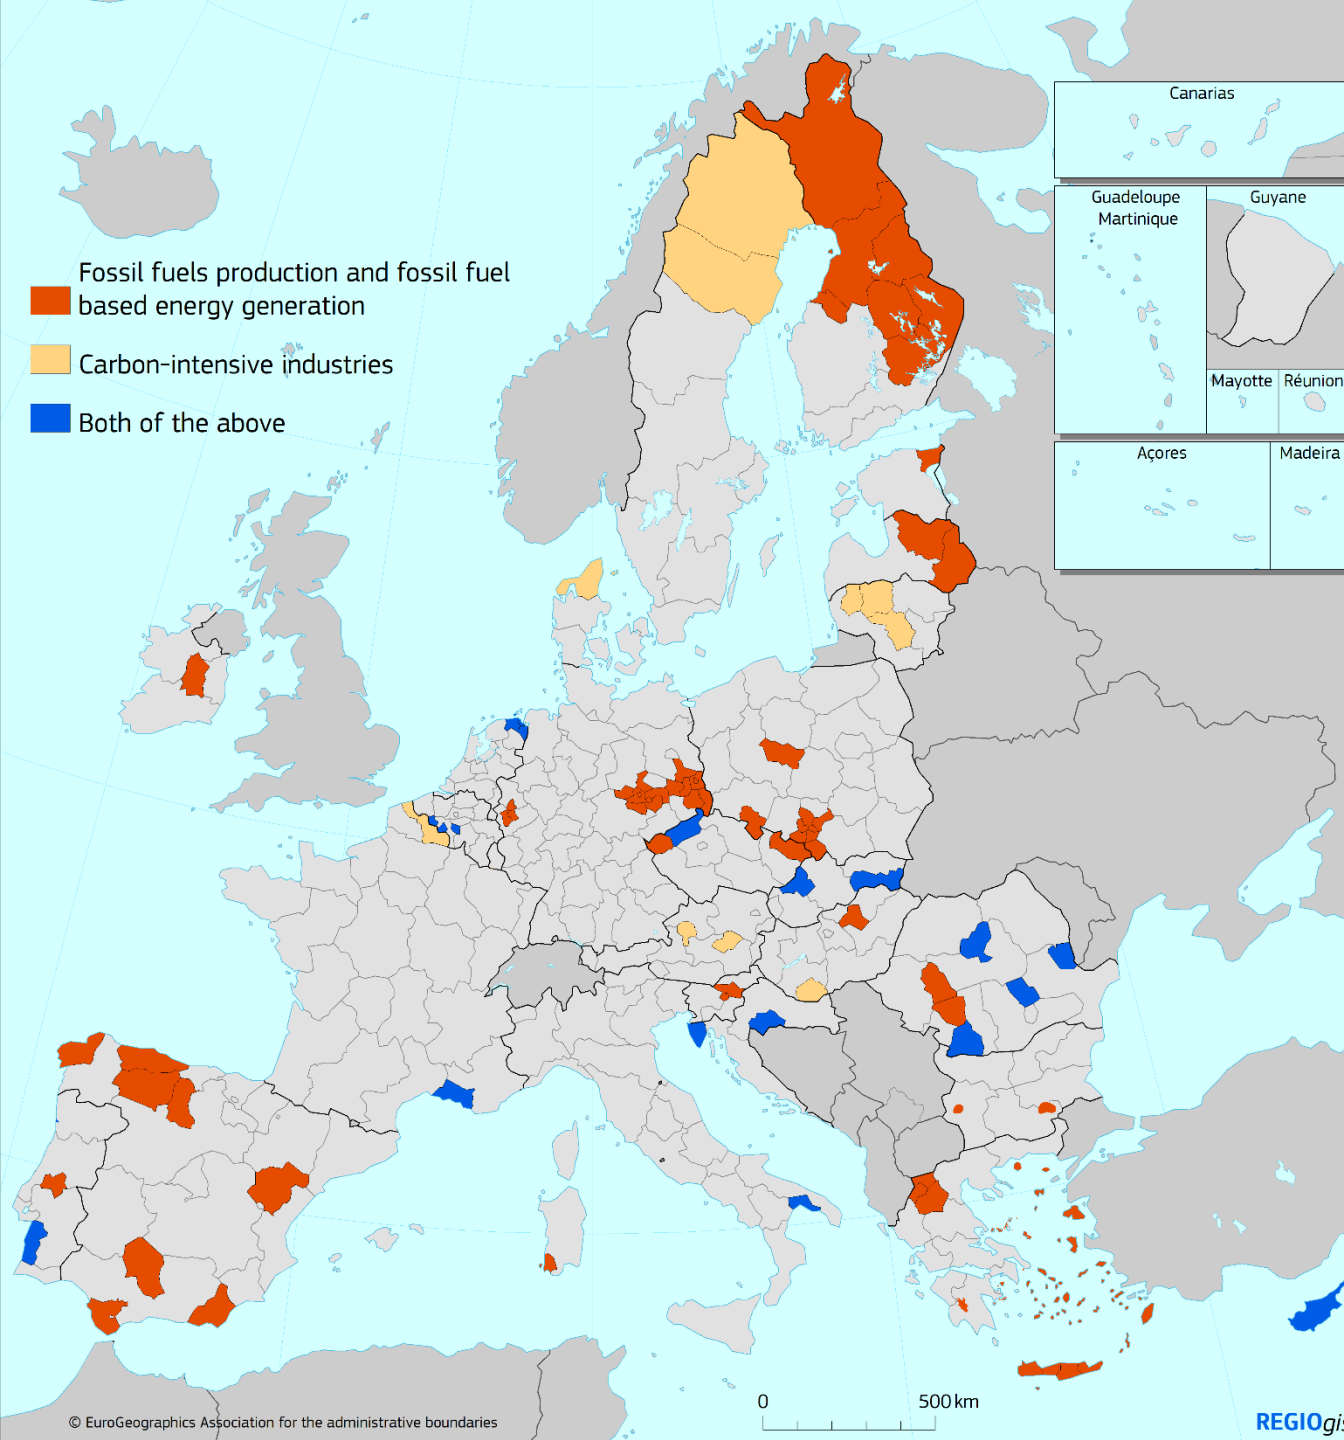 Canarias
Guadeloupe
Martinique
Guyane
Mayotte
Réunion
Açores
Madeira
Fossil fuels production and fossil fuel
based energy generation
Carbon-intensive industries
Both of the above
0
500 km
© EuroGeographics Association for the administrative boundaries
REGIOgis